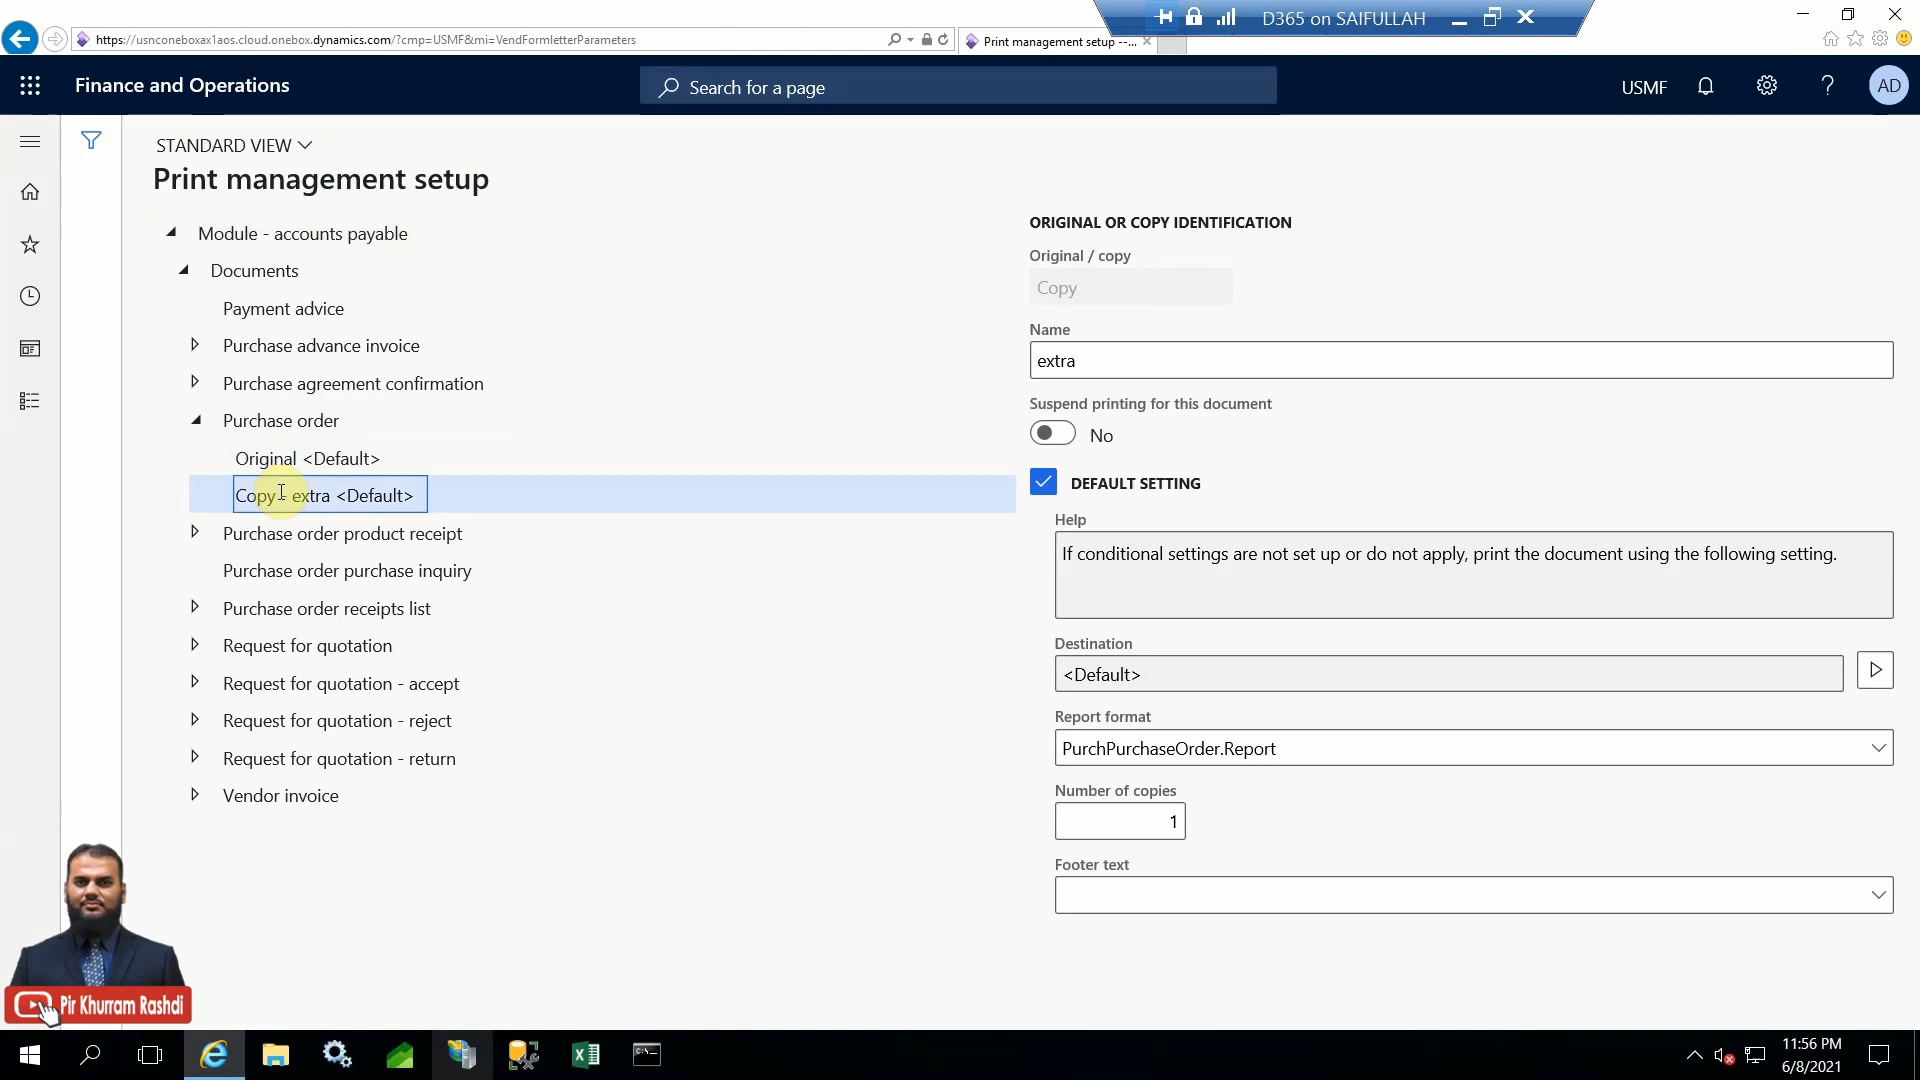 D365 on SAIFULLAH
https://usnconeboxax1aos.cloud.onebox.dynamics.com/?cmp=USMF&mi=VendFormletterParameters
Print management setup --...
Finance and Operations
Search for a page
USMF
?
AD
STANDARD VIEW
Print management setup
Module - accounts payable
Documents
Payment advice
Purchase advance invoice
Purchase agreement confirmation
Purchase order
Original <Default>
Copy - extra <Default>
Purchase order product receipt
Purchase order purchase inquiry
Purchase order receipts list
Request for quotation
Request for quotation - accept
Request for quotation - reject
Request for quotation - return
Vendor invoice
ORIGINAL OR COPY IDENTIFICATION
Original / copy
Copy
Name
extra
Suspend printing for this document
No
DEFAULT SETTING
Help
If conditional settings are not set up or do not apply, print the document using the following setting.
Destination
<Default>
Report format
PurchPurchaseOrder.Report
Number of copies
1
Footer text
Pir Khurram Rashdi
11:56 PM
6/8/2021